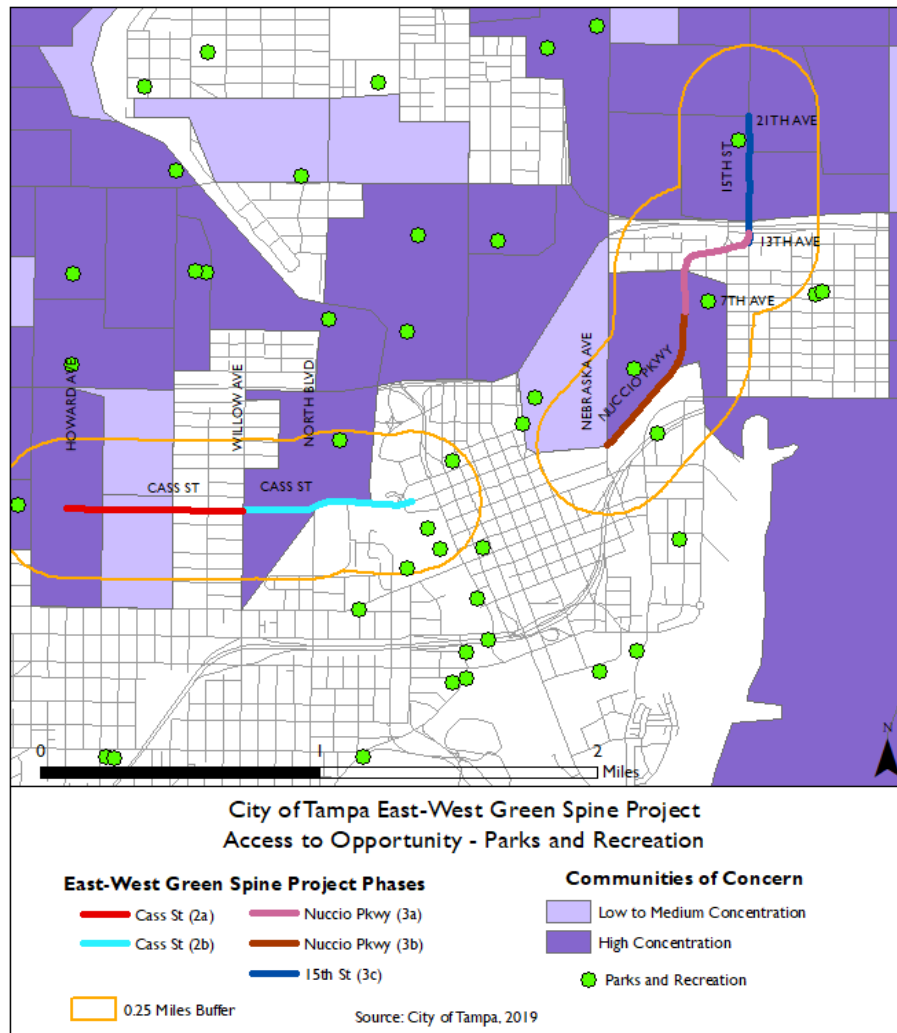 21TH AVE
15TH ST
13TH AVE
7TH AVE
NEBRASKA AVE
NUCCIO PKWY
HOWARD AVE
WILLOW AVE
NORTH BLVD
CASS ST
CASS ST
N
0
1
2
Miles
City of Tampa East-West Green Spine Project
Access to Opportunity - Parks and Recreation
East-West Green Spine Project Phases
Cass St (2a)
Nuccio Pkwy (3a)
Cass St (2b)
Nuccio Pkwy (3b)
15th St (3c)
0.25 Miles Buffer
Communities of Concern
Low to Medium Concentration
High Concentration
Parks and Recreation
Source: City of Tampa, 2019